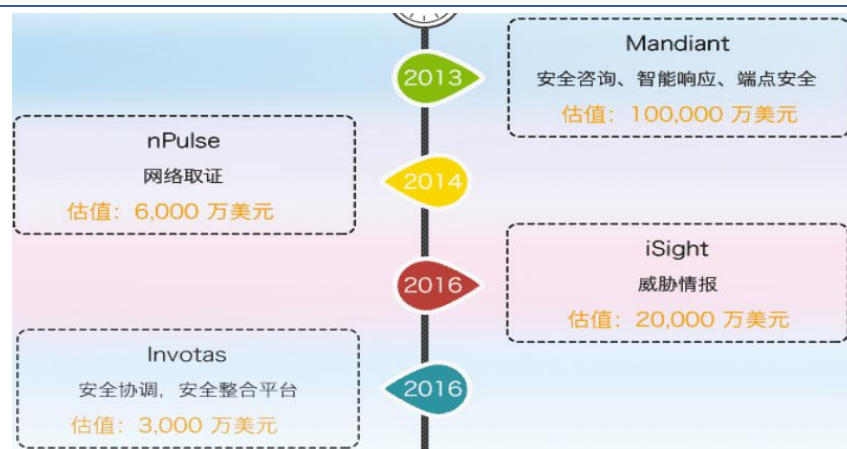 2013
Mandiant
安全咨询、智能响应、端点安全
估值：100,000 万美元
nPulse
网络取证
估值：6,000 万美元
2014
iSight
威胁情报
估值：20,000 万美元
2016
Invotas
安全协调，安全整合平台
估值：3,000 万美元
2016